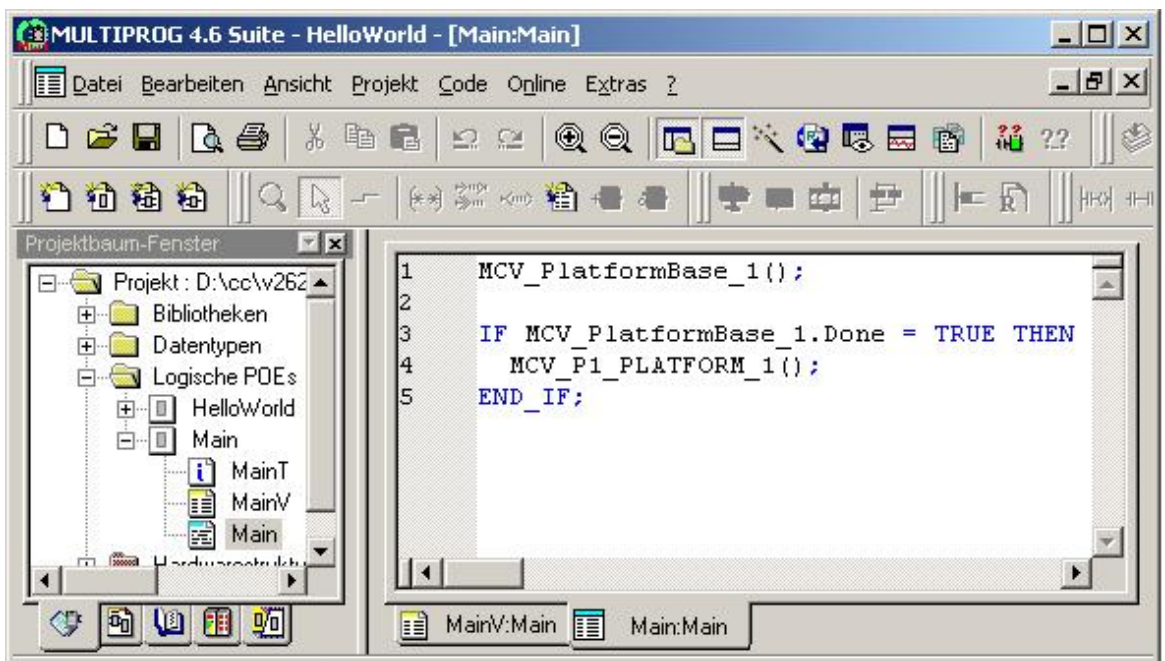 MULTIPROG 4.6 Suite - HelloWorld - [Main:Main]
Datei Bearbeiten Ansicht Projekt Code Online Extras ?
Projektbaum-Fenster
Projekt : D:\cc\v262
Bibliotheken
Datentypen
Logische POEs
HelloWorld
Main
MainT
MainV
Main
1 MCV_PlatformBase_1();
2
3 IF MCV_PlatformBase_1.Done = TRUE THEN
4 MCV_P1_PLATFORM_1();
5 END_IF;
MainV:Main Main:Main